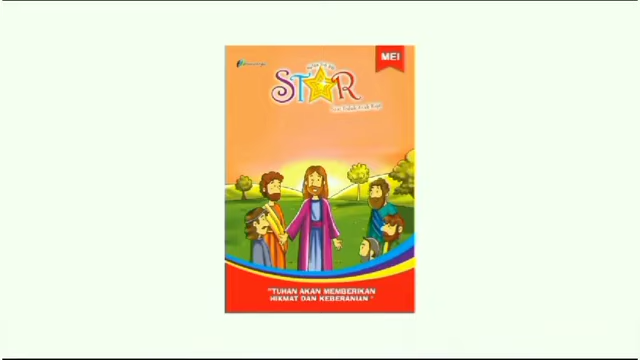 MEI
STAR
"TUHAN AKAN MEMBERIKAN
HIKMAT DAN KEBERANIAN"